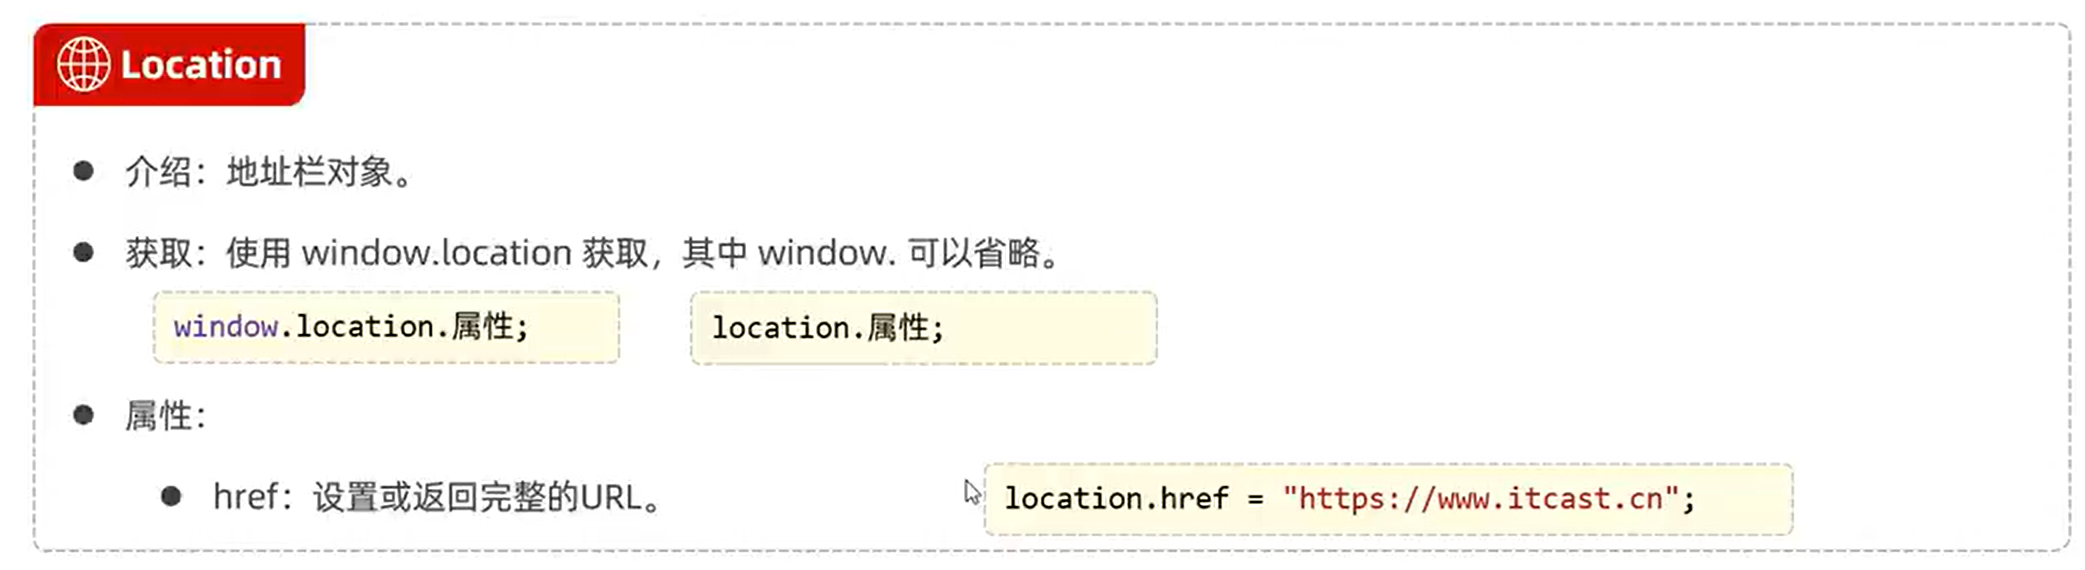 Location
介绍：地址栏对象。
获取：使用 window.location 获取，其中 window. 可以省略。
window.location.属性;
location.属性;
属性：
href：设置或返回完整的URL。
location.href = "https://www.itcast.cn";